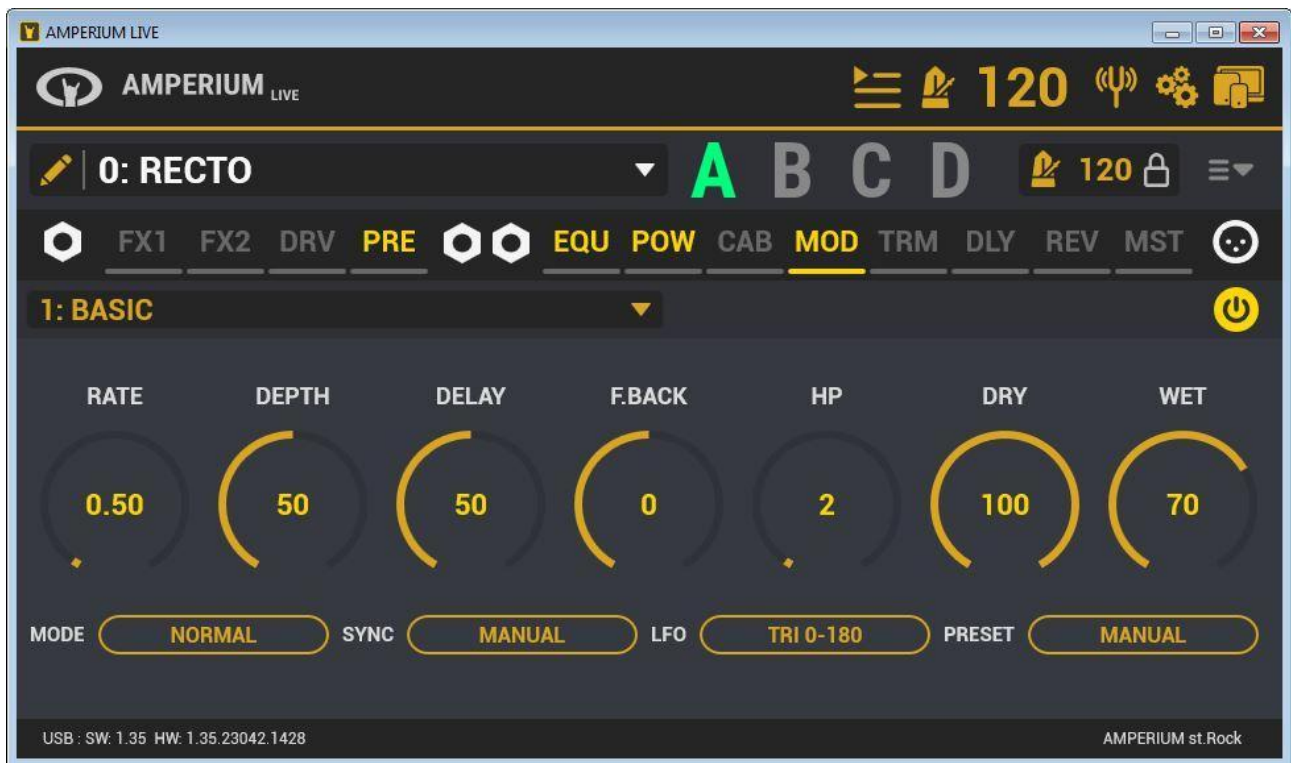 AMPERIUM LIVE
AMPERIUM LIVE 120
0: RECTO A B C D 120
FX1 FX2 DRV PRE EQU POW CAB MOD TRM DLY REV MST
1: BASIC
RATE DEPTH DELAY F.BACK HP DRY WET
0.50 50 50 0 2 100 70
MODE NORMAL SYNC MANUAL LFO TRI 0-180 PRESET MANUAL
USB : SW: 1.35 HW: 1.35.23042.1428 AMPERIUM st.Rock